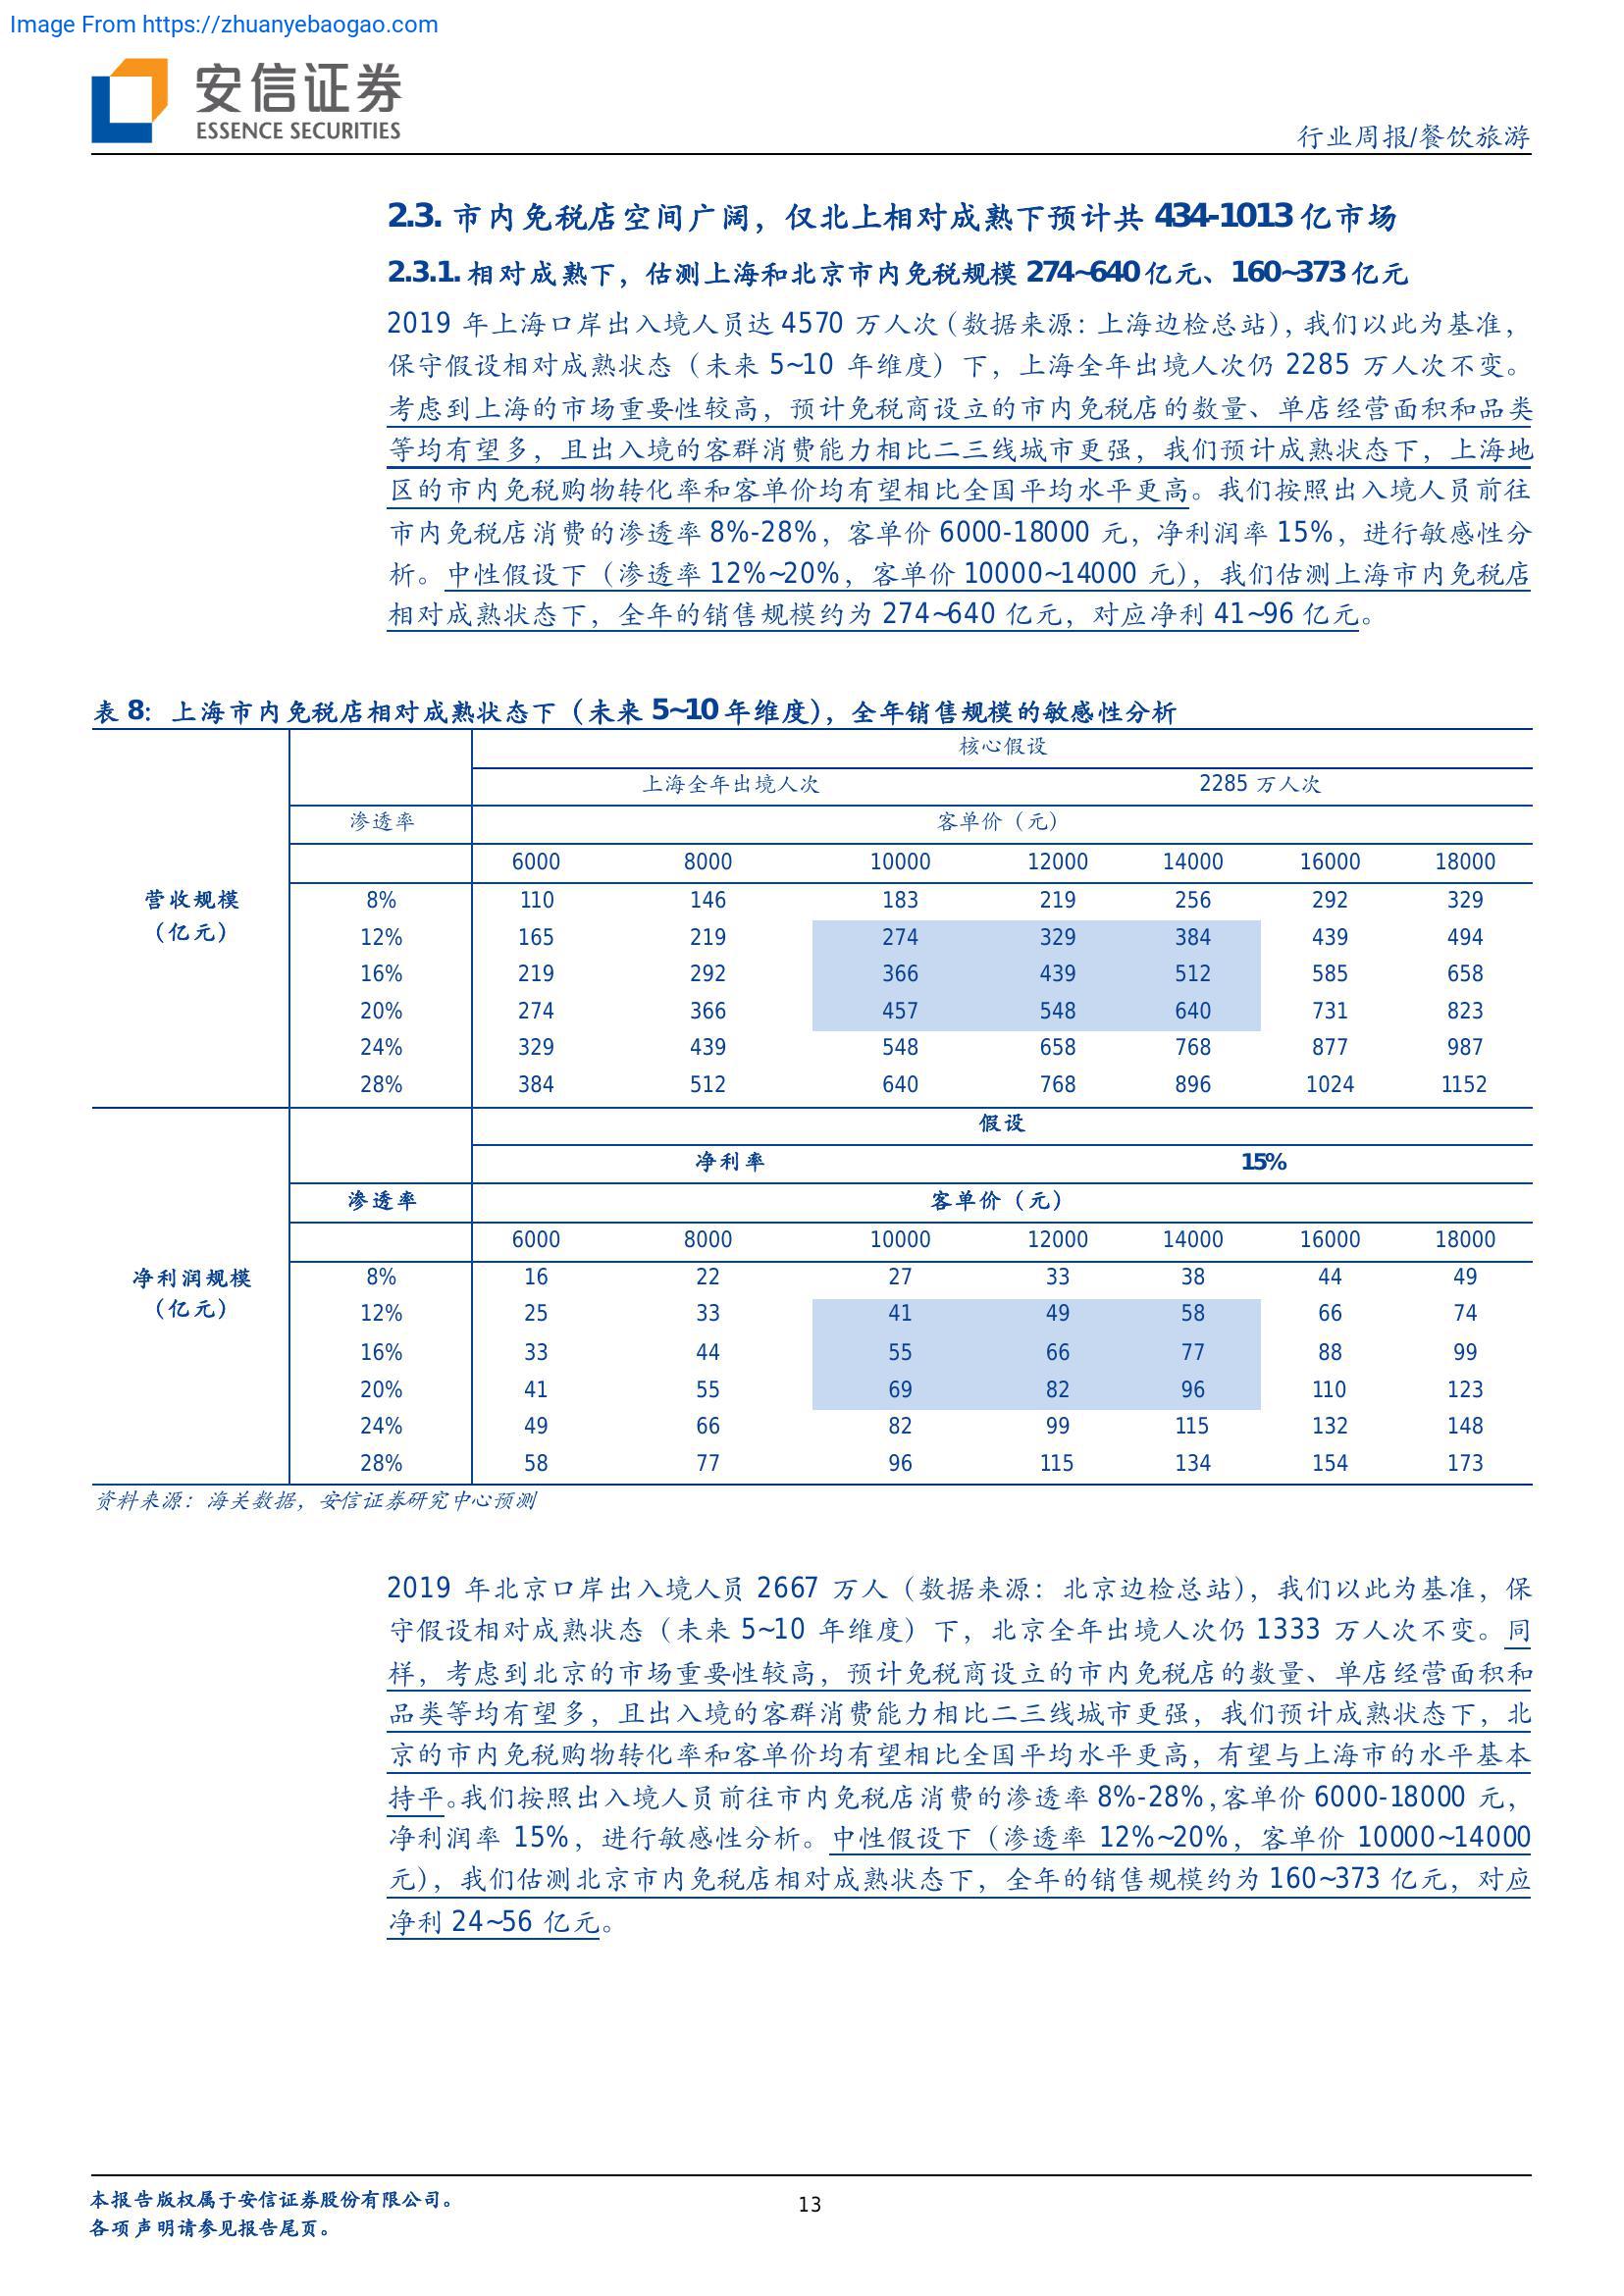 Image From https://zhuanyebaogao.com
安信证券
ESSENCE SECURITIES
行业周报/餐饮旅游
2.3. 市内免税店空间广阔，仅北上相对成熟下预计共 434-1013 亿市场
2.3.1. 相对成熟下，估测上海和北京市内免税规模 274~640 亿元、160~373 亿元
2019 年上海口岸出入境人员达 4570 万人次（数据来源：上海边检总站），我们以此为基准，
保守假设相对成熟状态（未来 5~10 年维度）下，上海全年出境人次仍 2285 万人次不变。
考虑到上海的市场重要性较高，预计免税商设立的市内免税店的数量、单店经营面积和品类
等均有望多，且出入境的客群消费能力相比二三线城市更强，我们预计成熟状态下，上海地
区的市内免税购物转化率和客单价均有望相比全国平均水平更高。我们按照出入境人员前往
市内免税店消费的渗透率 8%-28%，客单价 6000-18000 元，净利润率 15%，进行敏感性分
析。中性假设下（渗透率 12%~20%，客单价 10000~14000 元），我们估测上海市内免税店
相对成熟状态下，全年的销售规模约为 274~640 亿元，对应净利 41~96 亿元。
表 8：上海市内免税店相对成熟状态下（未来 5~10 年维度），全年销售规模的敏感性分析
核心假设
上海全年出境人次 2285 万人次
渗透率 客单价（元）
6000 8000 10000 12000 14000 16000 18000
营收规模
（亿元）
8% 110 146 183 219 256 292 329
12% 165 219 274 329 384 439 494
16% 219 292 366 439 512 585 658
20% 274 366 457 548 640 731 823
24% 329 439 548 658 768 877 987
28% 384 512 640 768 896 1024 1152
假设
净利率 15%
渗透率 客单价（元）
6000 8000 10000 12000 14000 16000 18000
净利润规模
（亿元）
8% 16 22 27 33 38 44 49
12% 25 33 41 49 58 66 74
16% 33 44 55 66 77 88 99
20% 41 55 69 82 96 110 123
24% 49 66 82 99 115 132 148
28% 58 77 96 115 134 154 173
资料来源：海关数据，安信证券研究中心预测
2019 年北京口岸出入境人员 2667 万人（数据来源：北京边检总站），我们以此为基准，保
守假设相对成熟状态（未来 5~10 年维度）下，北京全年出境人次仍 1333 万人次不变。同
样，考虑到北京的市场重要性较高，预计免税商设立的市内免税店的数量、单店经营面积和
品类等均有望多，且出入境的客群消费能力相比二三线城市更强，我们预计成熟状态下，北
京的市内免税购物转化率和客单价均有望相比全国平均水平更高，有望与上海市的水平基本
持平。我们按照出入境人员前往市内免税店消费的渗透率 8%-28%，客单价 6000-18000 元，
净利润率 15%，进行敏感性分析。中性假设下（渗透率 12%~20%，客单价 10000~14000
元），我们估测北京市内免税店相对成熟状态下，全年的销售规模约为 160~373 亿元，对应
净利 24~56 亿元。
本报告版权属于安信证券股份有限公司。
各项声明请参见报告尾页。
13